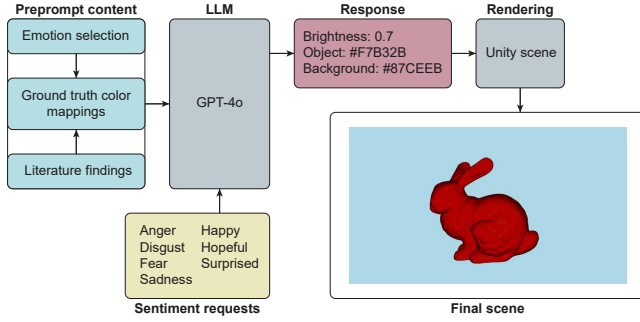 Preprompt content
LLM
Response
Rendering
Emotion selection
Ground truth color
mappings
Literature findings
GPT-4o
Brightness: 0.7
Object: #F7B32B
Background: #87CEEB
Unity scene
Anger
Happy
Disgust
Hopeful
Fear
Surprised
Sadness
Sentiment requests
Final scene